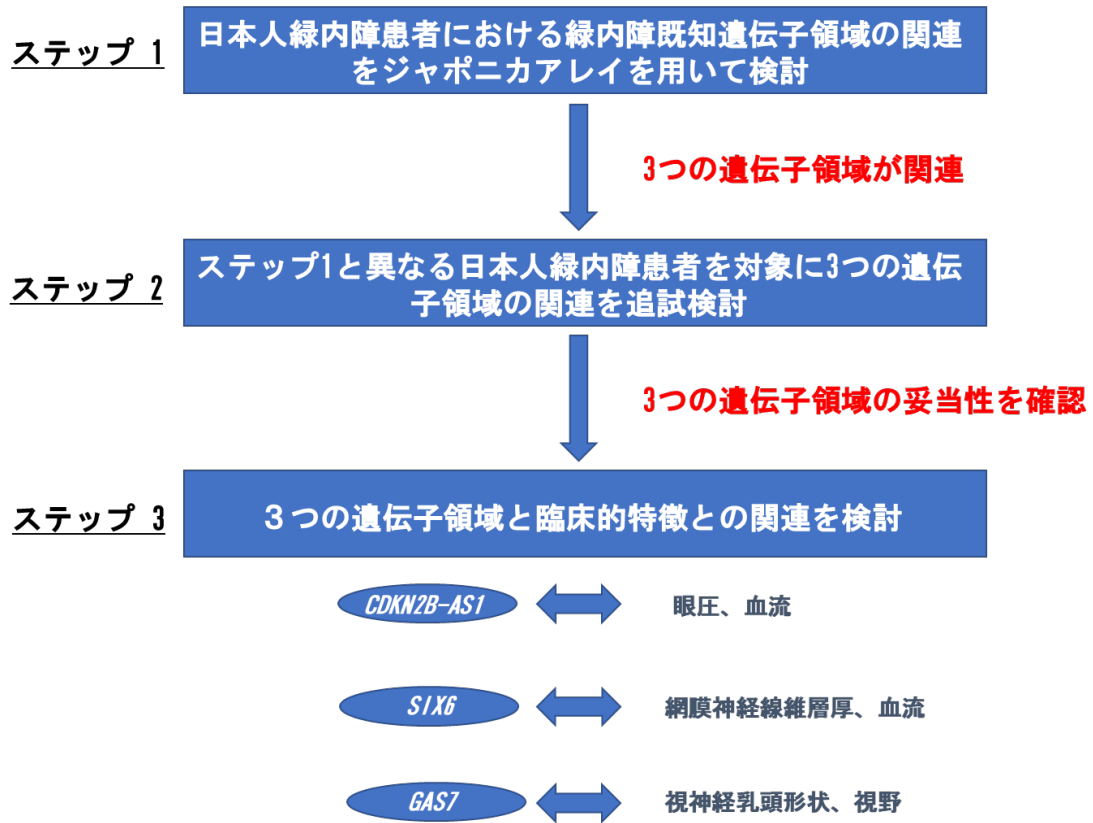 ステップ 1
日本人緑内障患者における緑内障既知遺伝子領域の関連
をジャポニカアレイを用いて検討
3つの遺伝子領域が関連
ステップ 2
ステップ1と異なる日本人緑内障患者を対象に3つの遺伝
子領域の関連を追試検討
3つの遺伝子領域の妥当性を確認
ステップ 3
３つの遺伝子領域と臨床的特徴との関連を検討
CDKN2B-AS1
眼圧、血流
SIX6
網膜神経線維層厚、血流
GAS7
視神経乳頭形状、視野